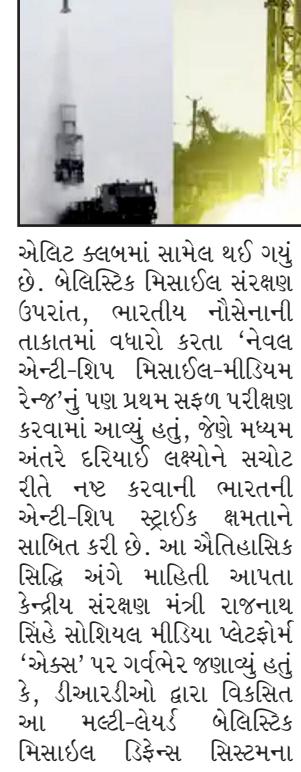 એલિટ ક્લબમાં સામેલ થઈ ગયું
છે. બેલિસ્ટિક મિસાઈલ સંરક્ષણ
ઉપરાંત, ભારતીય નૌસેનાની
તાકાતમાં વધારો કરતા ‘નેવલ
એન્ટી-શિપ મિસાઈલ-મીડિયમ
રેન્જ’નું પણ પ્રથમ સફળ પરીક્ષણ
કરવામાં આવ્યું હતું, જેણે મધ્યમ
અંતરે દરિયાઈ લક્ષ્યોને સચોટ
રીતે નષ્ટ કરવાની ભારતની
એન્ટી-શિપ સ્ટ્રાઈક ક્ષમતાને
સાબિત કરી છે. આ ઐતિહાસિક
સિદ્ધિ અંગે માહિતી આપતા
કેન્દ્રીય સંરક્ષણ મંત્રી રાજનાથ
સિંહે સોશિયલ મીડિયા પ્લેટફોર્મ
‘એક્સ’ પર ગર્વભેર જણાવ્યું હતું
કે, ડીઆરડીઓ દ્વારા વિકસિત
આ મલ્ટી-લેયર્ડ બેલિસ્ટિક
મિસાઇલ ડિફેન્સ સિસ્ટમના